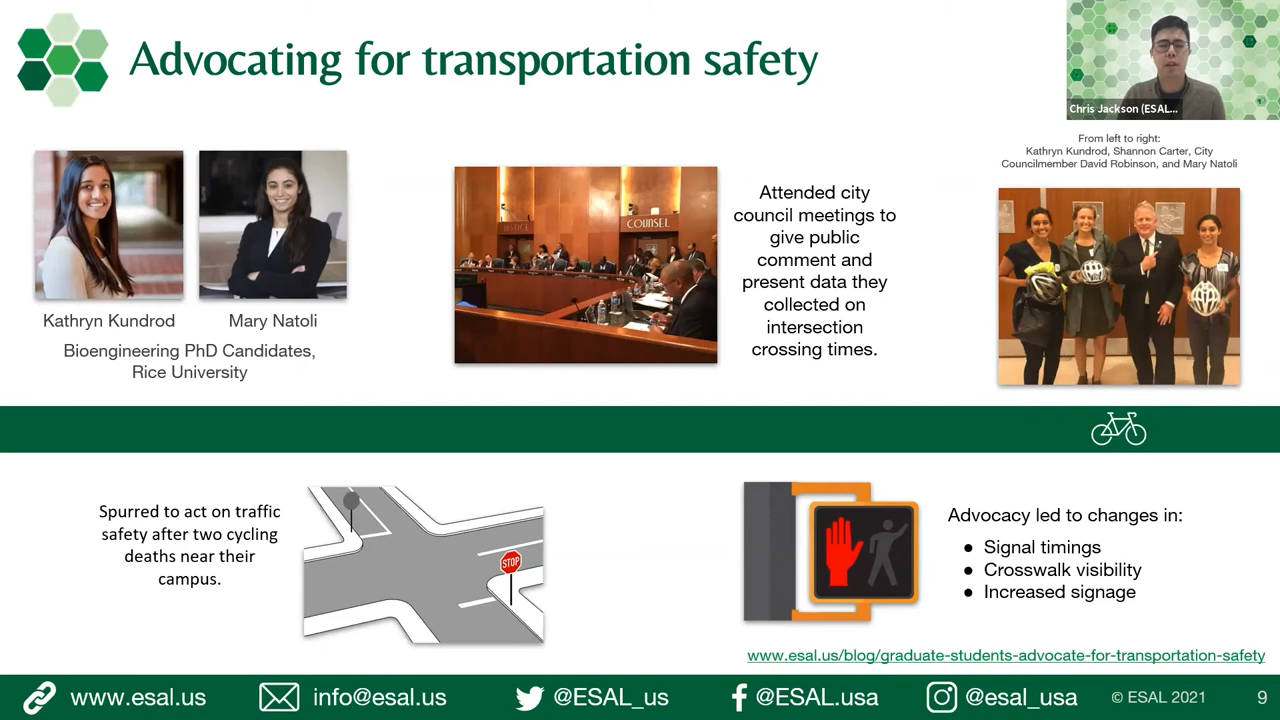 Advocating for transportation safety
Chris Jackson (ESAL...
From left to right:
Kathryn Kundrod, Shannon Carter, City
Councilmember David Robinson, and Mary Natoli
Kathryn Kundrod
Mary Natoli
Bioengineering PhD Candidates,
Rice University
JUSTICE
COUNSEL
Attended city
council meetings to
give public
comment and
present data they
collected on
intersection
crossing times.
Spurred to act on traffic
safety after two cycling
deaths near their
campus.
STOP
Advocacy led to changes in:
● Signal timings
● Crosswalk visibility
● Increased signage
www.esal.us/blog/graduate-students-advocate-for-transportation-safety
www.esal.us
info@esal.us
@ESAL_us
@ESAL.usa
@esal_usa
© ESAL 2021
9